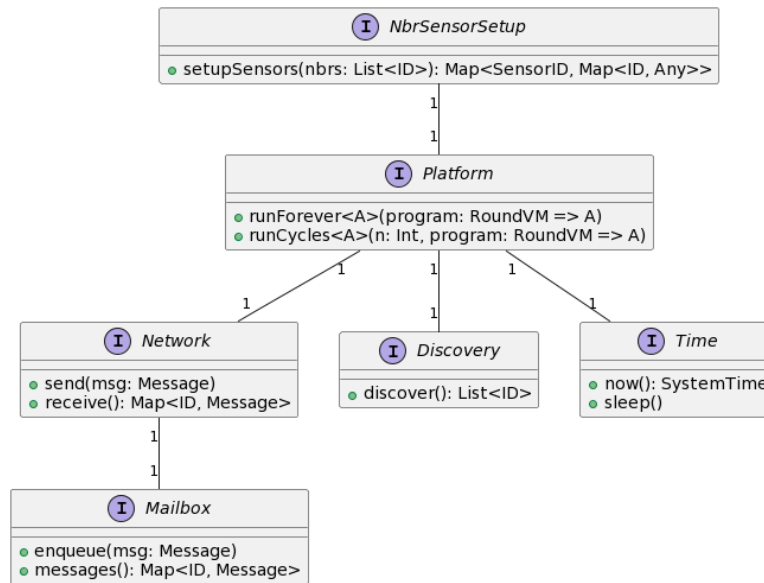 I NbrSensorSetup
setupSensors(nbrs: List<ID>): Map<SensorID, Map<ID, Any>>
1
1
I Platform
runForever<A>(program: RoundVM => A)
runCycles<A>(n: Int, program: RoundVM => A)
1 1 1
1 1 1
I Network
send(msg: Message)
receive(): Map<ID, Message>
I Discovery
discover(): List<ID>
I Time
now(): SystemTime
sleep()
1
1
I Mailbox
enqueue(msg: Message)
messages(): Map<ID, Message>